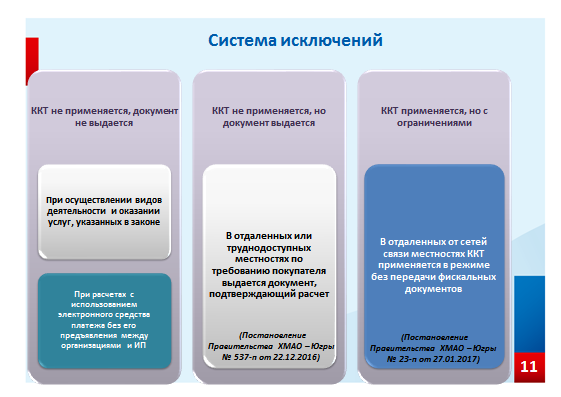 Система исключений
ККТ не применяется, документ
не выдается
При осуществлении видов
деятельности и оказании
услуг, указанных в законе
При расчетах с
использованием
электронного средства
платежа без его
предъявления между
организациями и ИП
ККТ не применяется, но
документ выдается
В отдаленных или
труднодоступных
местностях по
требованию покупателя
выдается документ,
подтверждающий расчет
(Постановление
Правительства ХМАО – Югры
№ 537-п от 22.12.2016)
ККТ применяется, но с
ограничениями
В отдаленных от сетей
связи местностях ККТ
применяется в режиме
без передачи фискальных
документов
(Постановление
Правительства ХМАО – Югры
№ 23-п от 27.01.2017)
11